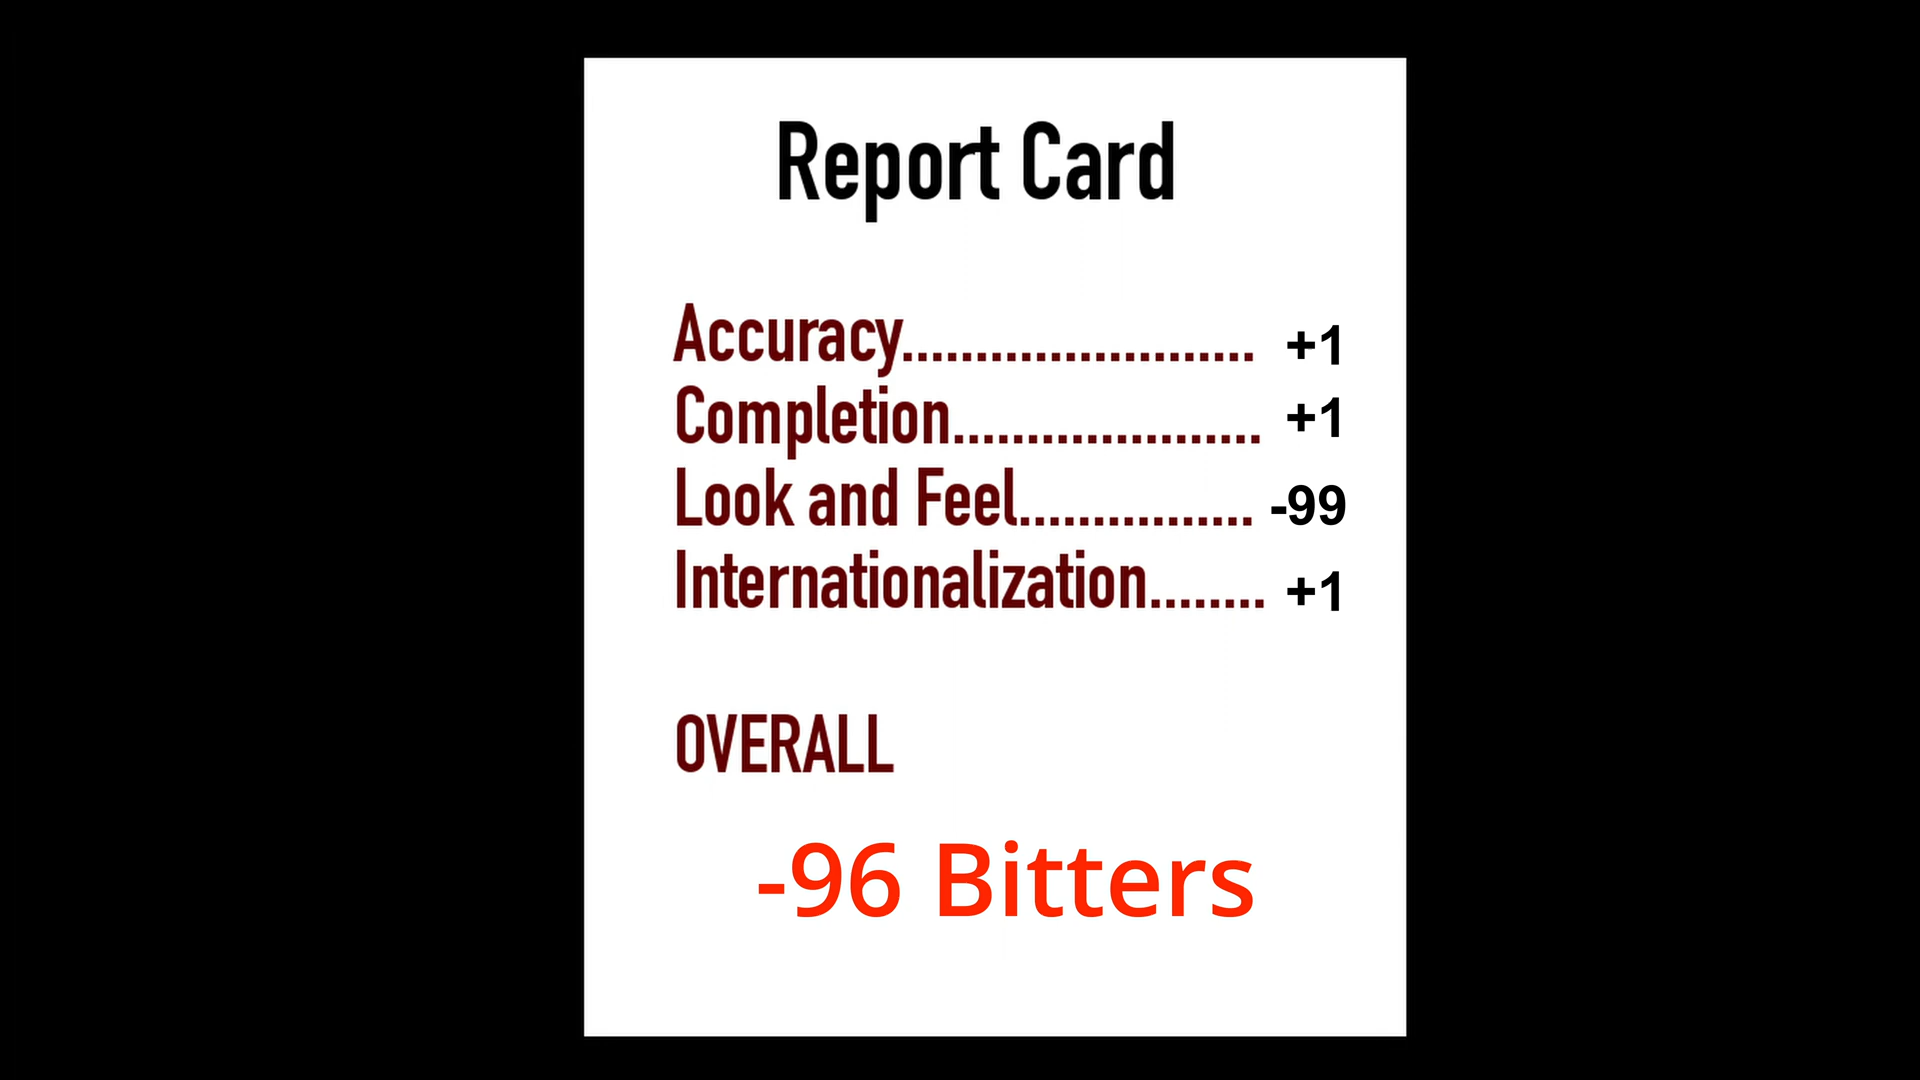 Report Card
Accuracy........................ +1
Completion..................... +1
Look and Feel................ -99
Internationalization........ +1
OVERALL
-96 Bitters